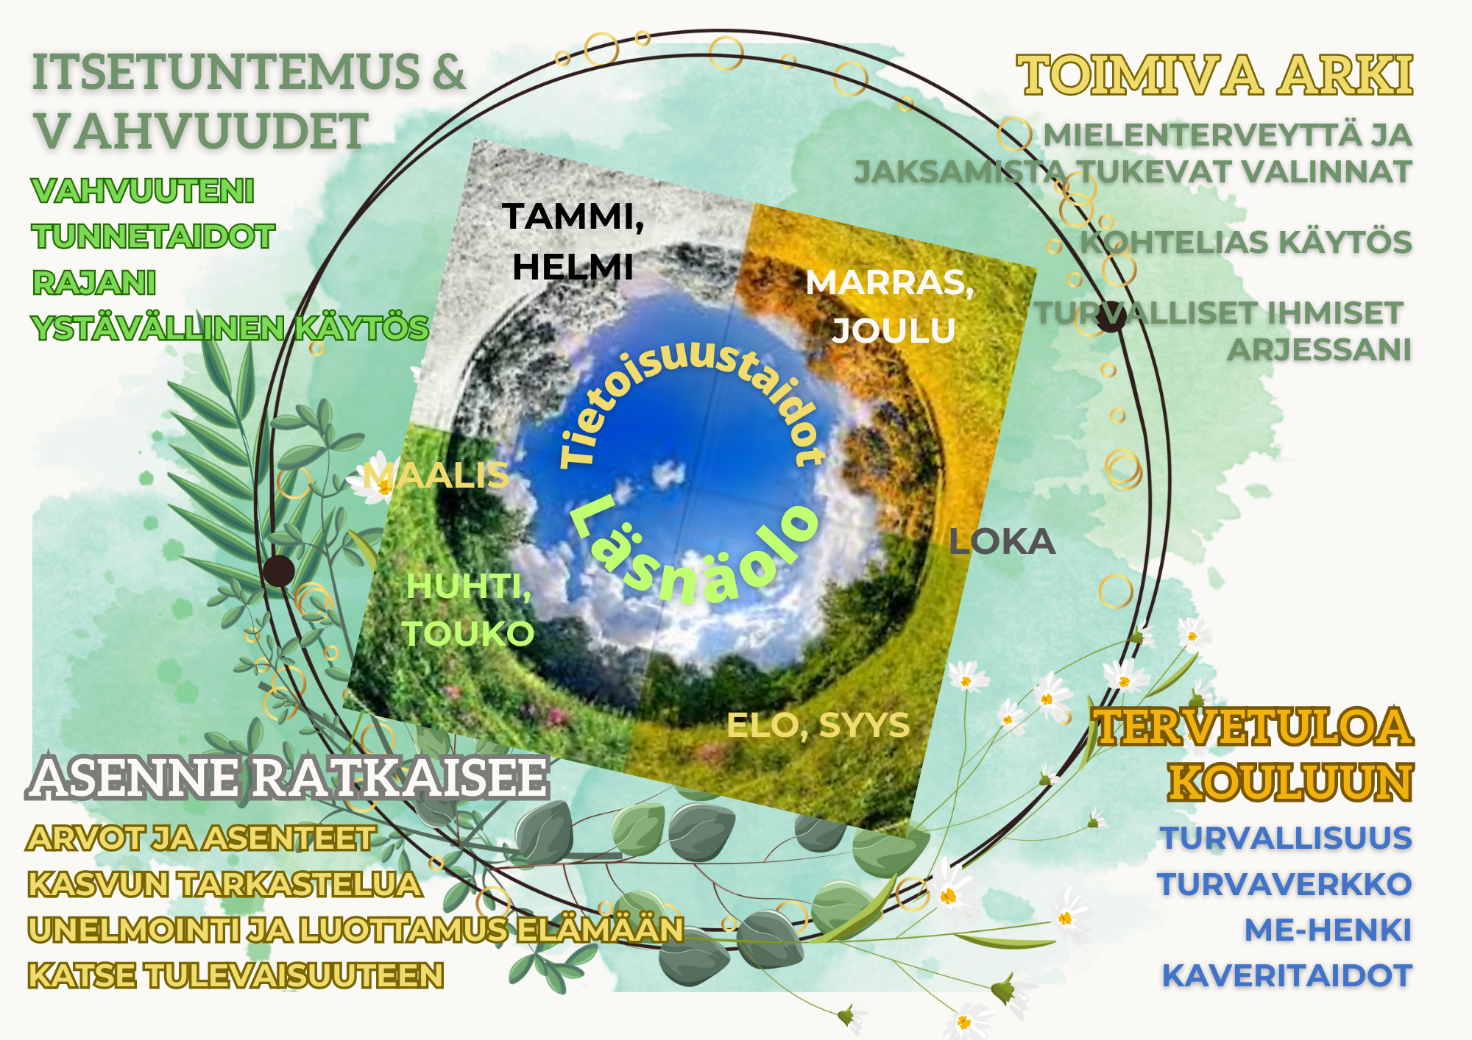 ITSETUNTEMUS &
VAHVUUDET
VAHVUUTENI
TUNNETAIDOT
RAJANI
YSTÄVÄLLINEN KÄYTÖS
TOIMIVA ARKI
MIELENTERVEYTTÄ JA
JAKSAMISTA TUKEVAT VALINNAT
KOHTELIAS KÄYTÖS
TURVALLISET IHMISET
ARJESSANI
TAMMI,
HELMI
MARRAS,
JOULU
Tietoisuustaidot
Läsnäolo
MAALIS
LOKA
HUHTI,
TOUKO
ELO, SYYS
ASENNE RATKAISEE
ARVOT JA ASENTEET
KASVUN TARKASTELUA
UNELMOINTI JA LUOTTAMUS ELÄMÄÄN
KATSE TULEVAISUUTEEN
TERVETULOA
KOULUUN
TURVALLISUUS
TURVAVERKKO
ME-HENKI
KAVERITAIDOT